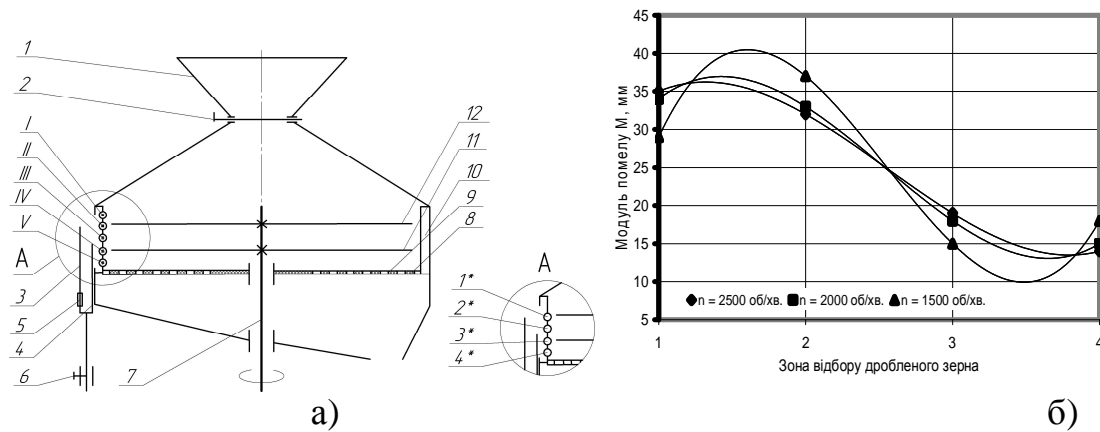 1
2
I
II
III
IV
V
А
3
5
4
6
7
12
11
10
9
8
А
1*
2*
3*
4*
а)
Модуль помелу М, мм
45
40
35
30
25
20
15
10
5
n = 2500 об/хв. n = 2000 об/хв. n = 1500 об/хв.
1 2 3 4
Зона відбору дробленого зерна
б)